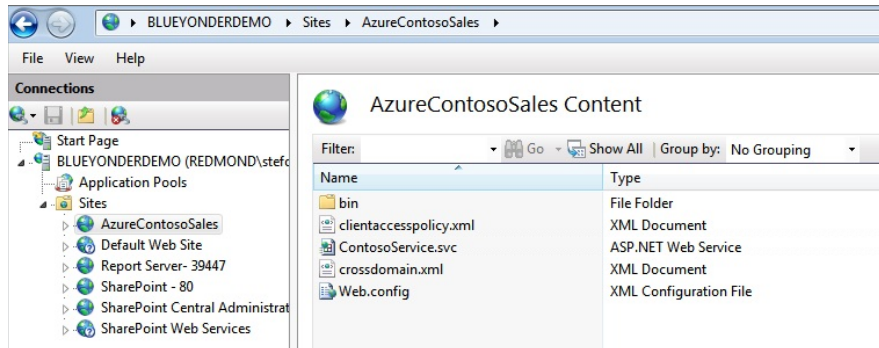 BLUEYONDERDEMO Sites AzureContosoSales
File View Help
Connections
Start Page
BLUEYONDERDEMO (REDMOND\stefc
Application Pools
Sites
AzureContosoSales
Default Web Site
Report Server- 39447
SharePoint - 80
SharePoint Central Administrat
SharePoint Web Services
AzureContosoSales Content
Filter: Go Show All Group by: No Grouping
Name Type
bin File Folder
clientaccesspolicy.xml XML Document
ContosoService.svc ASP.NET Web Service
crossdomain.xml XML Document
Web.config XML Configuration File